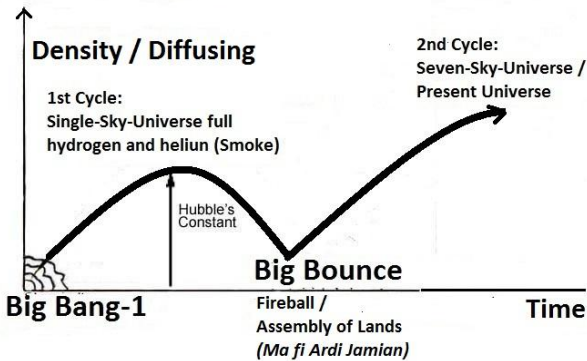 Density / Diffusing
2nd Cycle:
Seven-Sky-Universe /
Present Universe
1st Cycle:
Single-Sky-Universe full
hydrogen and heliun (Smoke)
Hubble's
Constant
Big Bounce
Big Bang-1
Fireball /
Assembly of Lands
(Ma fi Ardi Jamian)
Time